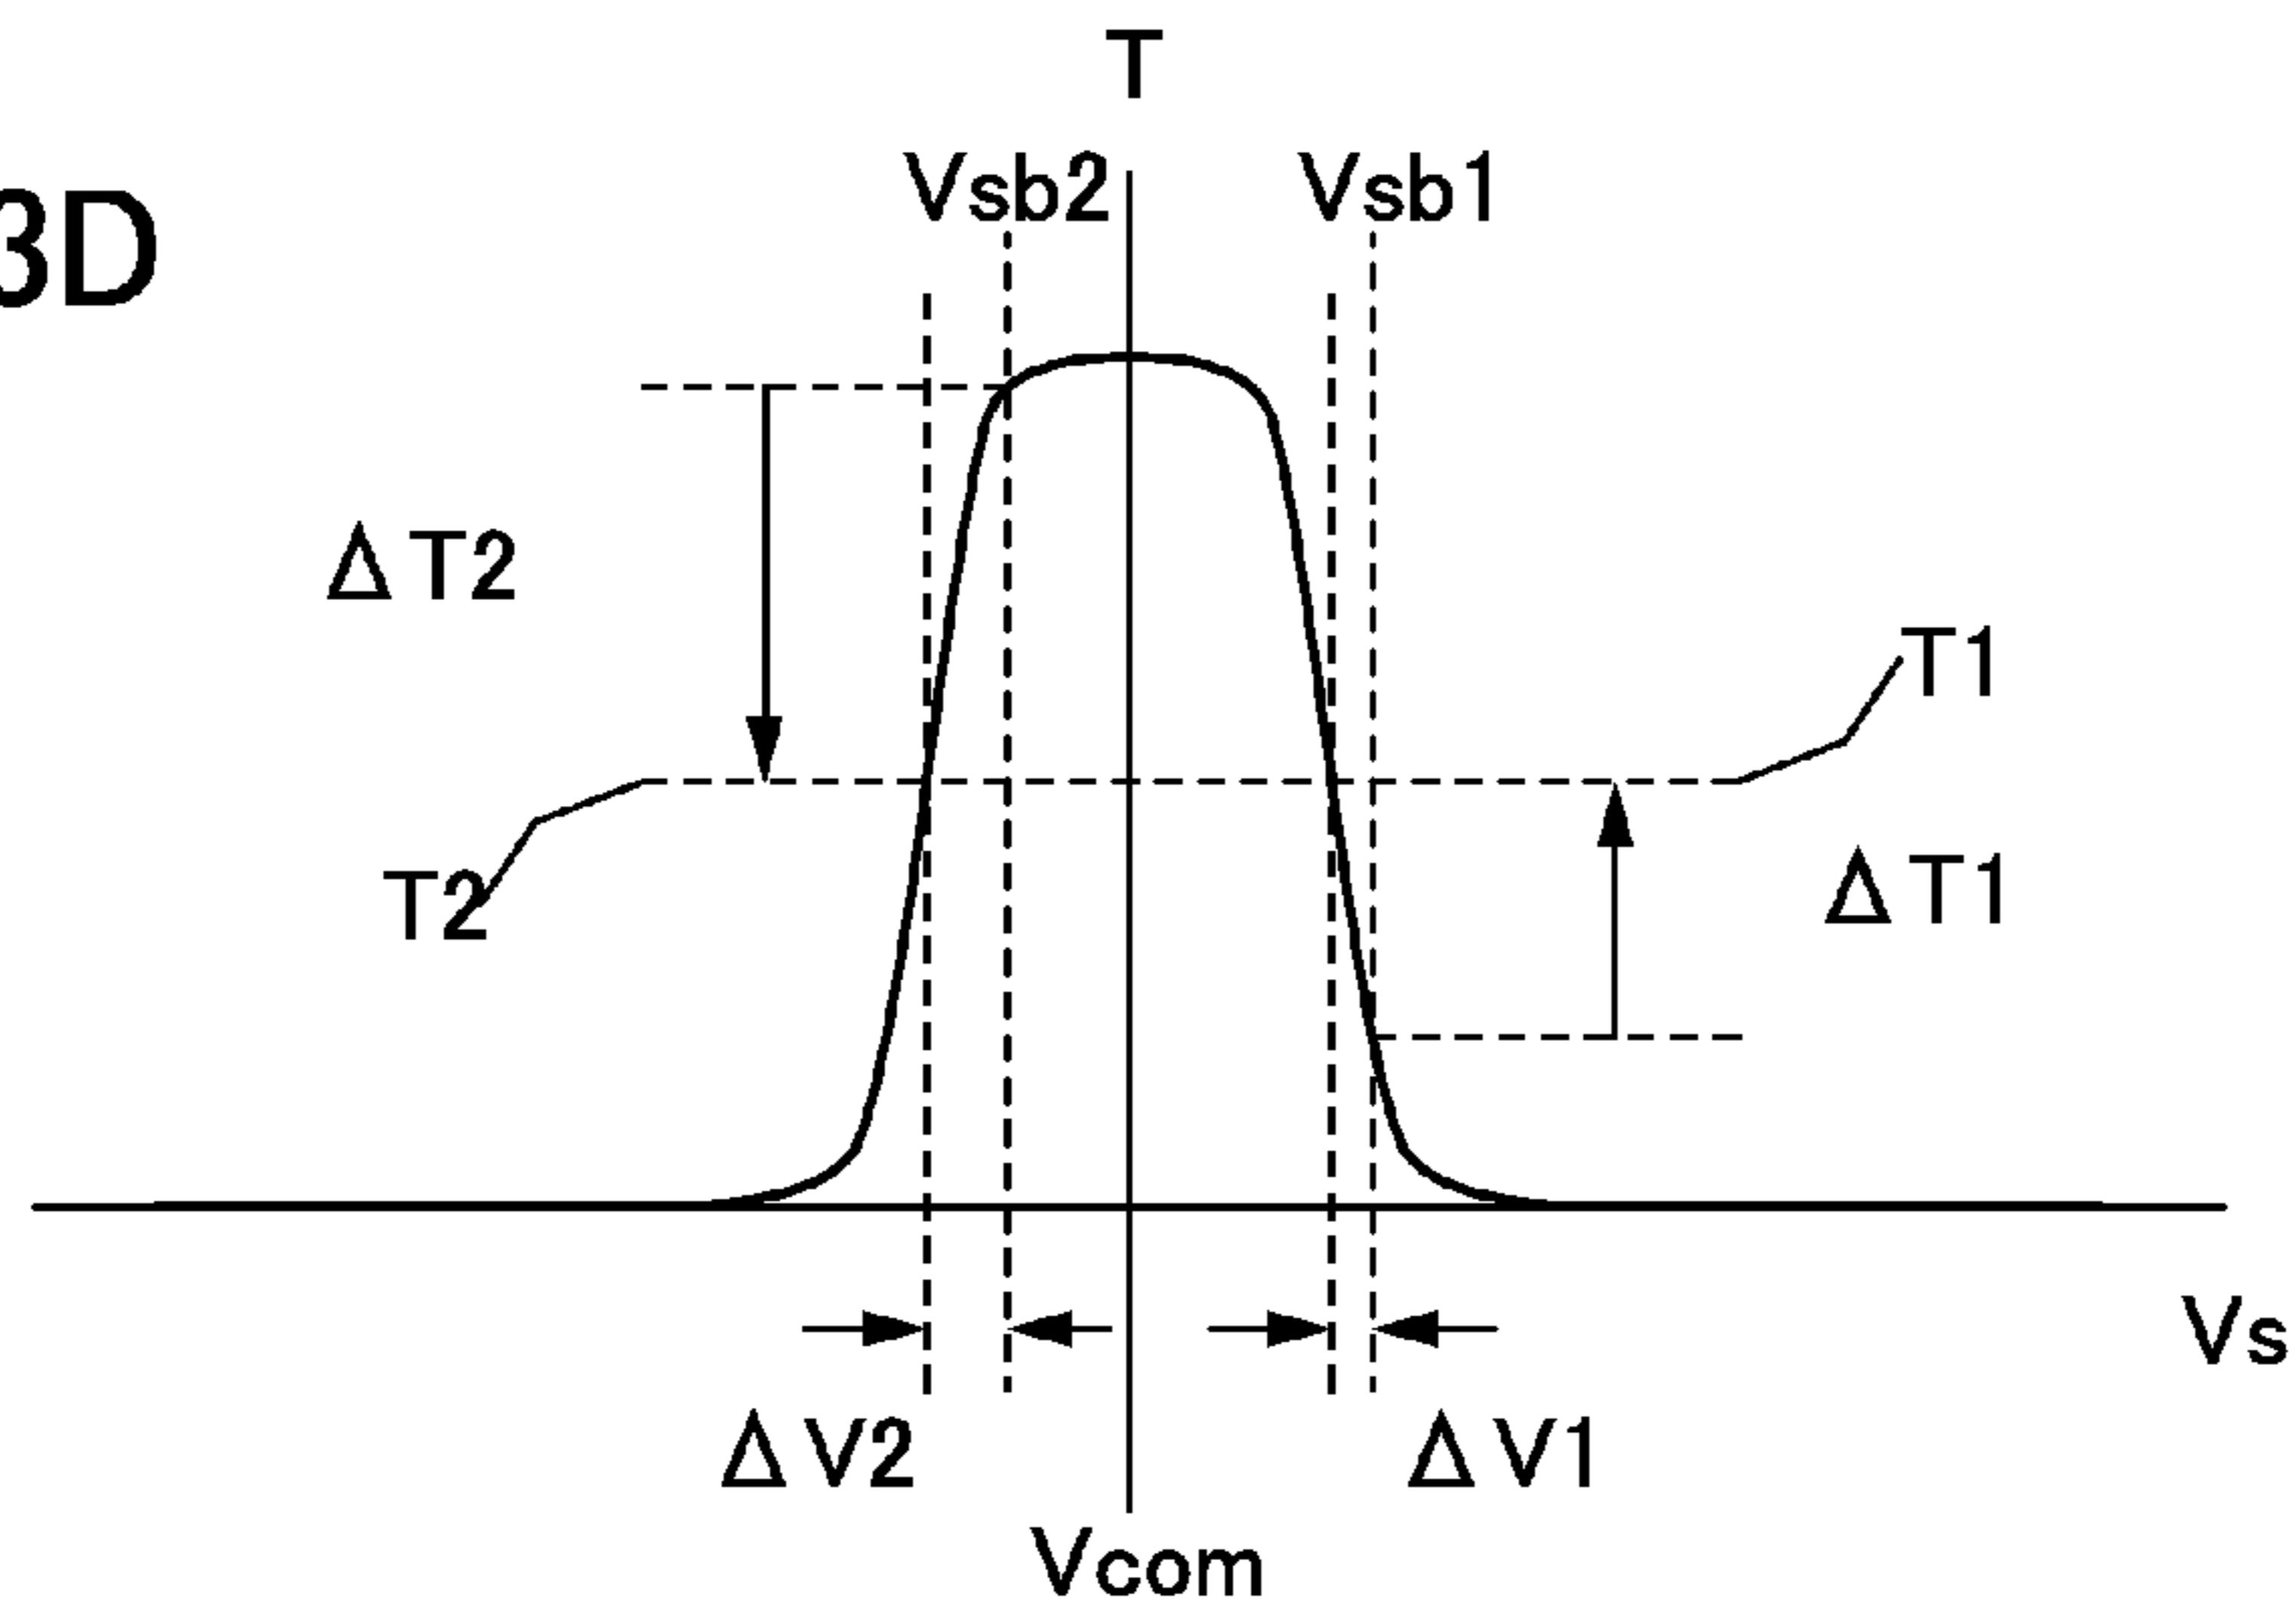 T
Vsb2 Vsb1
3D
ΔT2
T1
T2
ΔT1
Vs
ΔV2 ΔV1
Vcom